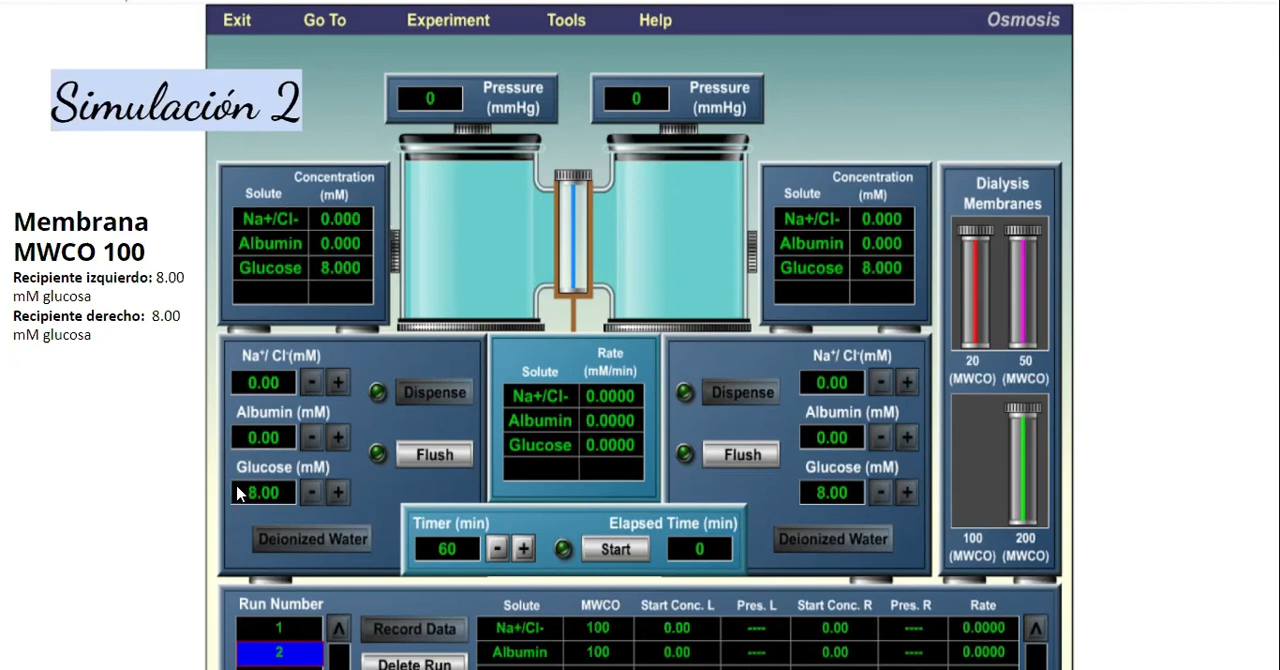 Exit Go To Experiment Tools Help Osmosis
Simulación 2
0 Pressure (mmHg)
0 Pressure (mmHg)
Membrana
MWCO 100
Recipiente izquierdo: 8.00
mM glucosa
Recipiente derecho: 8.00
mM glucosa
Solute Concentration (mM)
Na+/Cl- 0.000
Albumin 0.000
Glucose 8.000
Solute Concentration (mM)
Na+/Cl- 0.000
Albumin 0.000
Glucose 8.000
Dialysis
Membranes
20 50
(MWCO) (MWCO)
100 200
(MWCO) (MWCO)
Na+/ Cl-(mM)
0.00 - + Dispense
Albumin (mM)
0.00 - + Flush
Glucose (mM)
8.00 - +
Deionized Water
Solute Rate (mM/min)
Na+/Cl- 0.0000
Albumin 0.0000
Glucose 0.0000
Timer (min) Elapsed Time (min)
60 - + Start 0
Na+/ Cl-(mM)
Dispense 0.00 - +
Albumin (mM)
Flush 0.00 - +
Glucose (mM)
8.00 - +
Deionized Water
Run Number
1
2
Record Data
Delete Run
Solute MWCO Start Conc. L Pres. L Start Conc. R Pres. R Rate
Na+/Cl- 100 0.00 ---- 0.00 ---- 0.0000
Albumin 100 0.00 ---- 0.00 ---- 0.0000